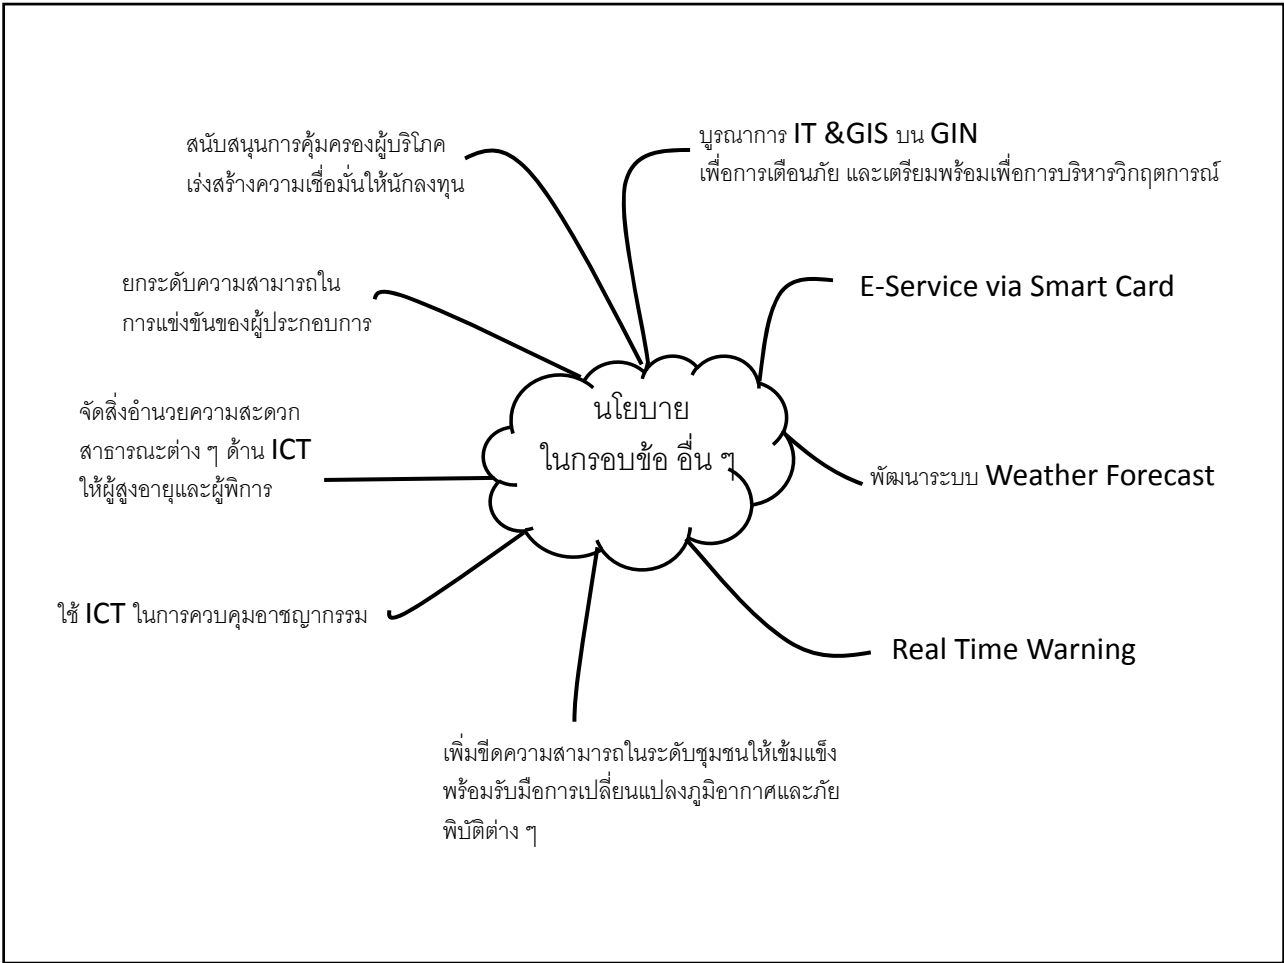 นโยบาย
ในกรอบข้อ อื่น ๆ
บูรณาการ IT &GIS บน GIN
เพื่อการเตือนภัย และเตรียมพร้อมเพื่อการบริหารวิกฤตการณ์
E-Service via Smart Card
พัฒนาระบบ Weather Forecast
Real Time Warning
เพิ่มขีดความสามารถในระดับชุมชนให้เข้มแข็ง
พร้อมรับมือการเปลี่ยนแปลงภูมิอากาศและภัย
พิบัติต่าง ๆ
ใช้ ICT ในการควบคุมอาชญากรรม
จัดสิ่งอำนวยความสะดวก
สาธารณะต่าง ๆ ด้าน ICT
ให้ผู้สูงอายุและผู้พิการ
ยกระดับความสามารถใน
การแข่งขันของผู้ประกอบการ
สนับสนุนการคุ้มครองผู้บริโภค
เร่งสร้างความเชื่อมั่นให้นักลงทุน